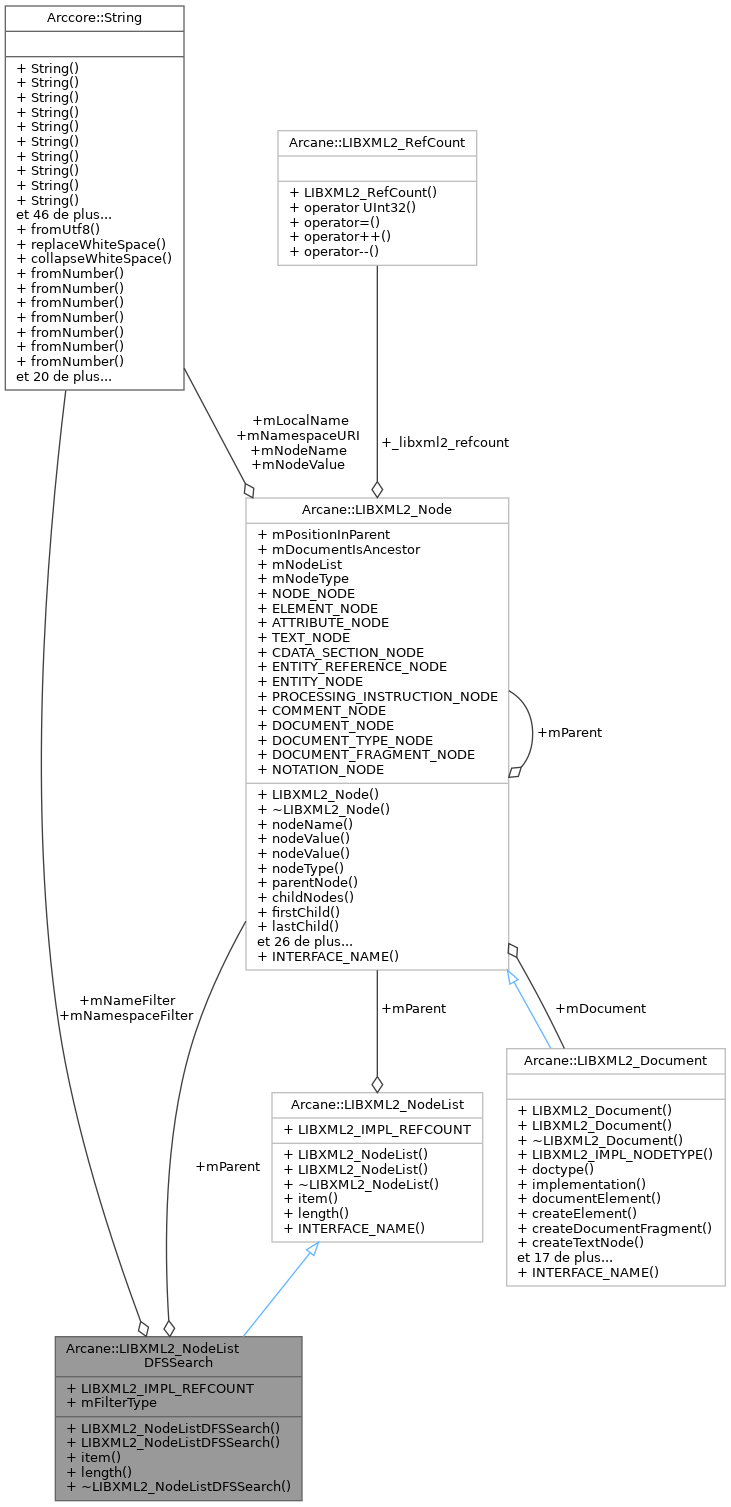 Arccore::String
+ String()
+ String()
+ String()
+ String()
+ String()
+ String()
+ String()
+ String()
+ String()
+ String()
et 46 de plus...
+ fromUtf8()
+ replaceWhiteSpace()
+ collapseWhiteSpace()
+ fromNumber()
+ fromNumber()
+ fromNumber()
+ fromNumber()
+ fromNumber()
+ fromNumber()
+ fromNumber()
et 20 de plus...
Arcane::LIBXML2_RefCount
+ LIBXML2_RefCount()
+ operator UInt32()
+ operator=()
+ operator++()
+ operator--()
+mLocalName
+mNamespaceURI
+mNodeName
+mNodeValue
+_libxml2_refcount
Arcane::LIBXML2_Node
+ mPositionInParent
+ mDocumentIsAncestor
+ mNodeList
+ mNodeType
+ NODE_NODE
+ ELEMENT_NODE
+ ATTRIBUTE_NODE
+ TEXT_NODE
+ CDATA_SECTION_NODE
+ ENTITY_REFERENCE_NODE
+ ENTITY_NODE
+ PROCESSING_INSTRUCTION_NODE
+ COMMENT_NODE
+ DOCUMENT_NODE
+ DOCUMENT_TYPE_NODE
+ DOCUMENT_FRAGMENT_NODE
+ NOTATION_NODE
+ LIBXML2_Node()
+ ~LIBXML2_Node()
+ nodeName()
+ nodeValue()
+ nodeValue()
+ nodeType()
+ parentNode()
+ childNodes()
+ firstChild()
+ lastChild()
et 26 de plus...
+ INTERFACE_NAME()
+mParent
+mNameFilter
+mNamespaceFilter
+mParent
+mDocument
Arcane::LIBXML2_NodeList
+ LIBXML2_IMPL_REFCOUNT
+ LIBXML2_NodeList()
+ LIBXML2_NodeList()
+ ~LIBXML2_NodeList()
+ item()
+ length()
+ INTERFACE_NAME()
Arcane::LIBXML2_Document
+ LIBXML2_Document()
+ LIBXML2_Document()
+ ~LIBXML2_Document()
+ LIBXML2_IMPL_NODETYPE()
+ doctype()
+ implementation()
+ documentElement()
+ createElement()
+ createDocumentFragment()
+ createTextNode()
et 17 de plus...
+ INTERFACE_NAME()
+mParent
Arcane::LIBXML2_NodeList
DFSSearch
+ LIBXML2_IMPL_REFCOUNT
+ mFilterType
+ LIBXML2_NodeListDFSSearch()
+ LIBXML2_NodeListDFSSearch()
+ item()
+ length()
+ ~LIBXML2_NodeListDFSSearch()